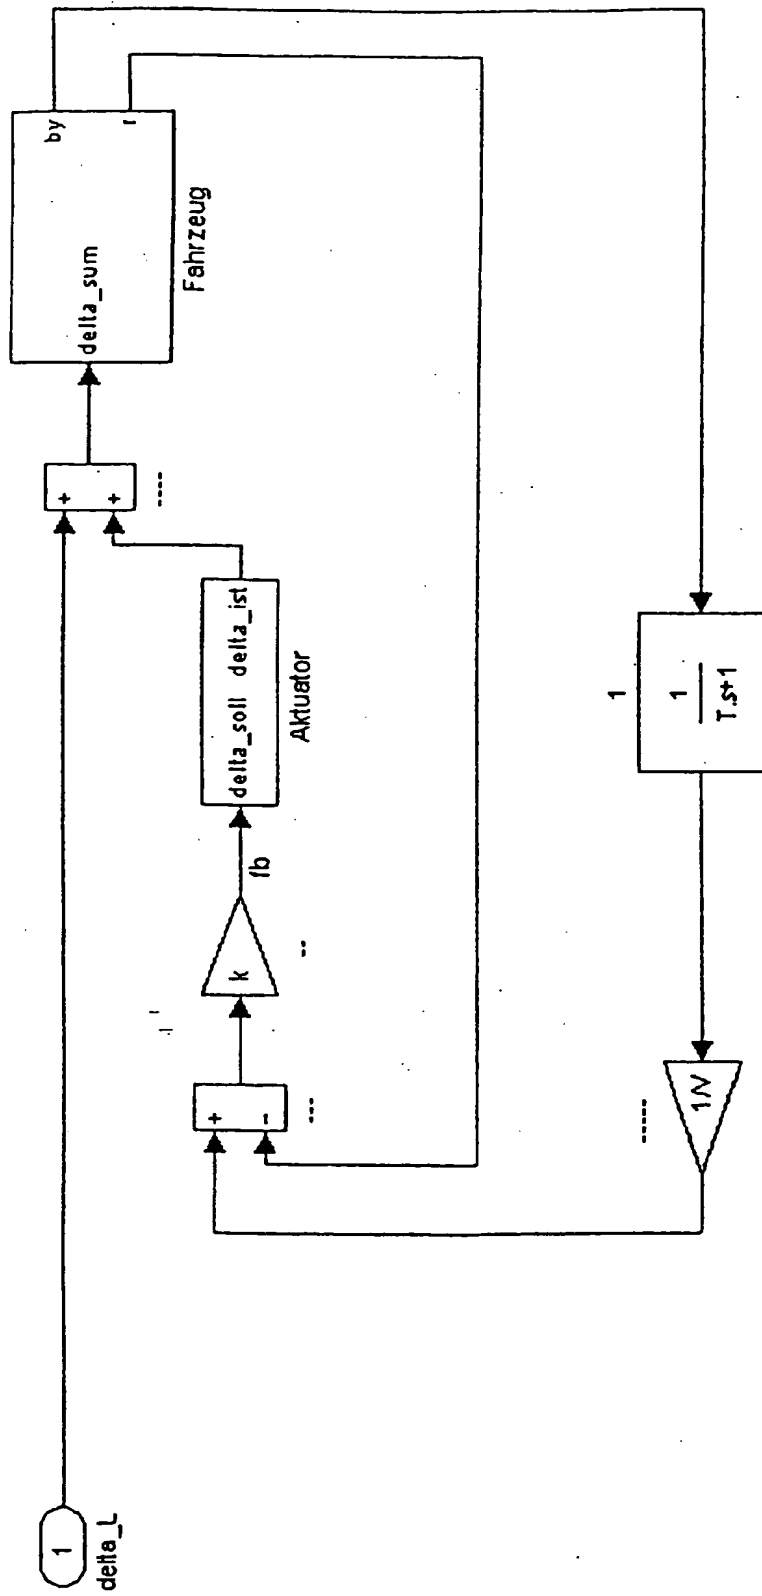 1
delta_L
+
-
---
k
--
fb
delta_soll delta_ist
Aktuator
+
+
----
delta_sum
by
r
Fahrzeug
1
1
T.s+1
1/V
-----